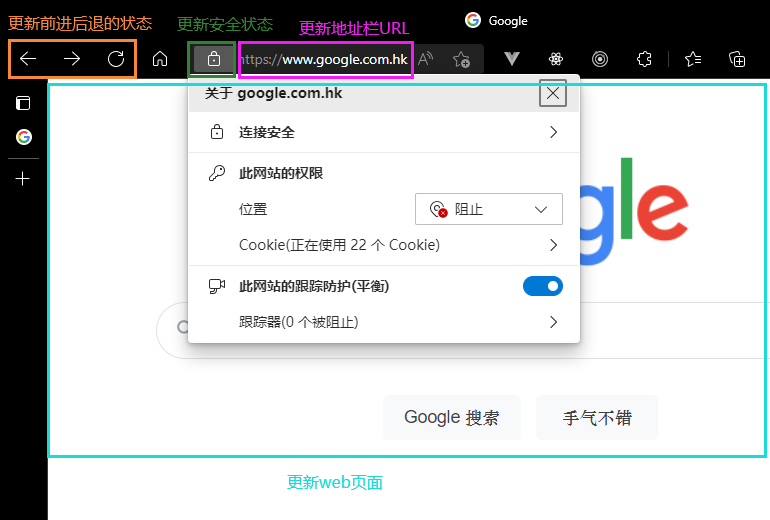 更新前进后退的状态
更新安全状态
更新地址栏URL
Google
https://www.google.com.hk
关于 google.com.hk
连接安全
此网站的权限
位置
阻止
Cookie(正在使用 22 个 Cookie)
此网站的跟踪防护(平衡)
跟踪器(0 个被阻止)
gle
Google 搜索
手气不错
更新web页面